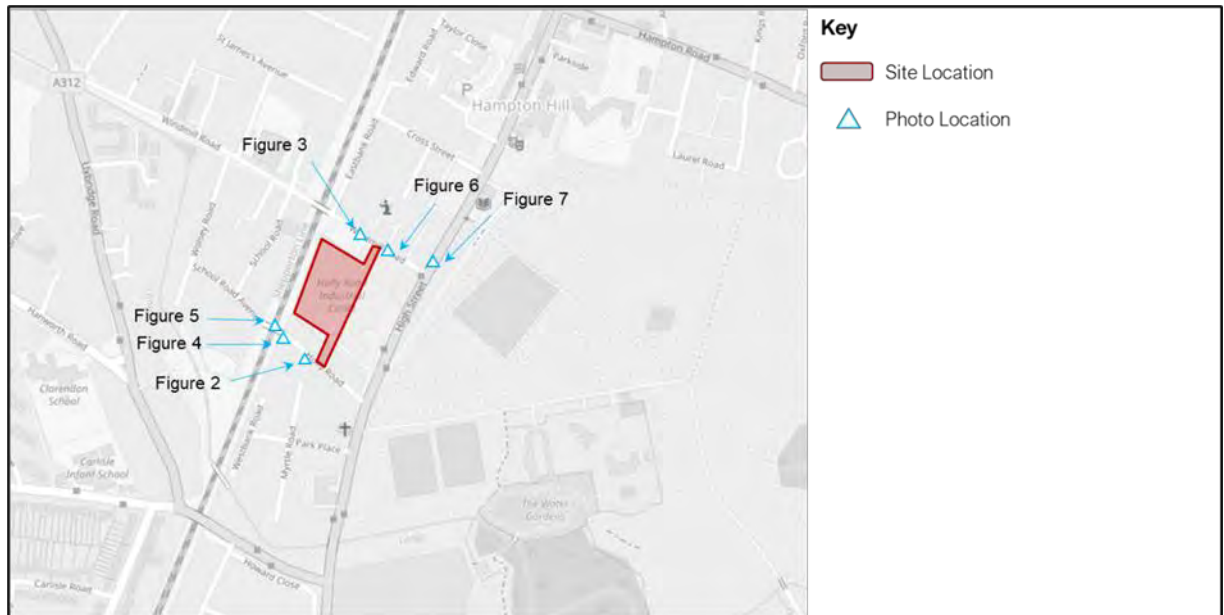 Key
Site Location
Photo Location
Figure 3
Figure 6
Figure 7
Figure 5
Figure 4
Figure 2
A312
St James's Avenue
Taylor Close
Edward Road
Hampton Road
Parkside
P
Hampton Hill
Windmill Road
Eastbank Road
Cross Street
Laurel Road
Uxbridge Road
School Road
School Road Avenue
High Street
Road
Hanworth Road
Clarendon
School
Carlisle
Infant School
Westbank Road
Myrtle Road
Park Place
The Water
Gardens
Howard Close
Carlisle Road